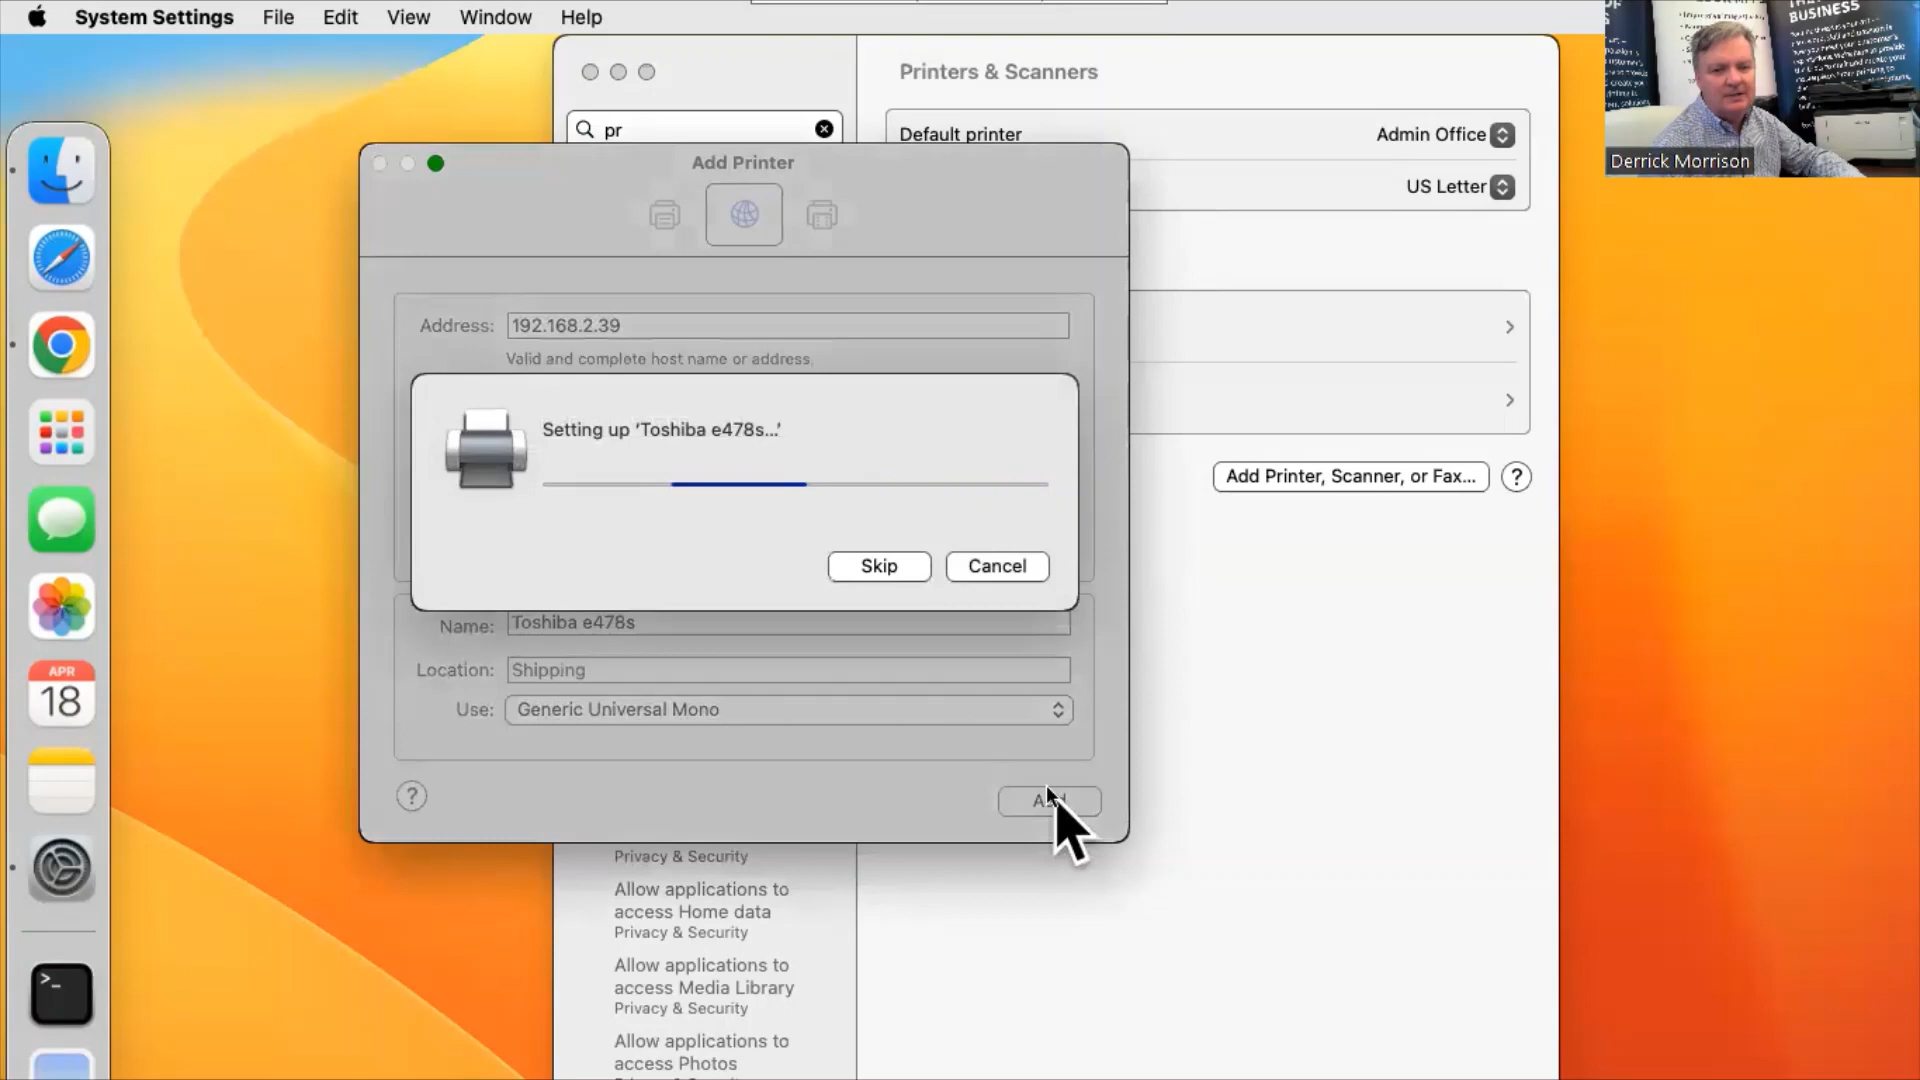 System Settings File Edit View Window Help
BUSINESS
Derrick Morrison
pr
Printers & Scanners
Default printer
Admin Office
US Letter
Add Printer
Address: 192.168.2.39
Valid and complete host name or address.
Setting up ‘Toshiba e478s...’
Skip
Cancel
Name: Toshiba e478s
Location: Shipping
Use: Generic Universal Mono
?
Add Printer, Scanner, or Fax...
?
APR
18
>_
Privacy & Security
Allow applications to
access Home data
Privacy & Security
Allow applications to
access Media Library
Privacy & Security
Allow applications to
access Photos